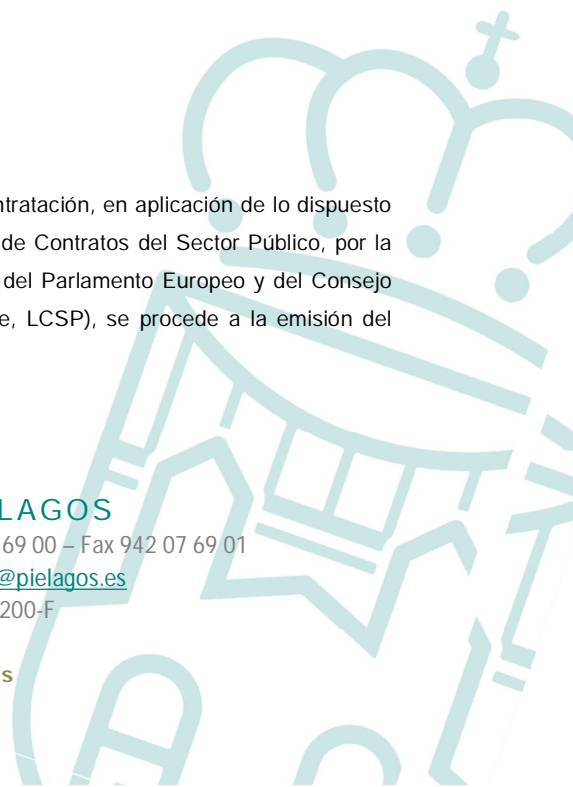 ntratación, en aplicación de lo dispuesto
de Contratos del Sector Público, por la
del Parlamento Europeo y del Consejo
e, LCSP), se procede a la emisión del
LAGOS
69 00 – Fax 942 07 69 01
@pielagos.es
200-F
s